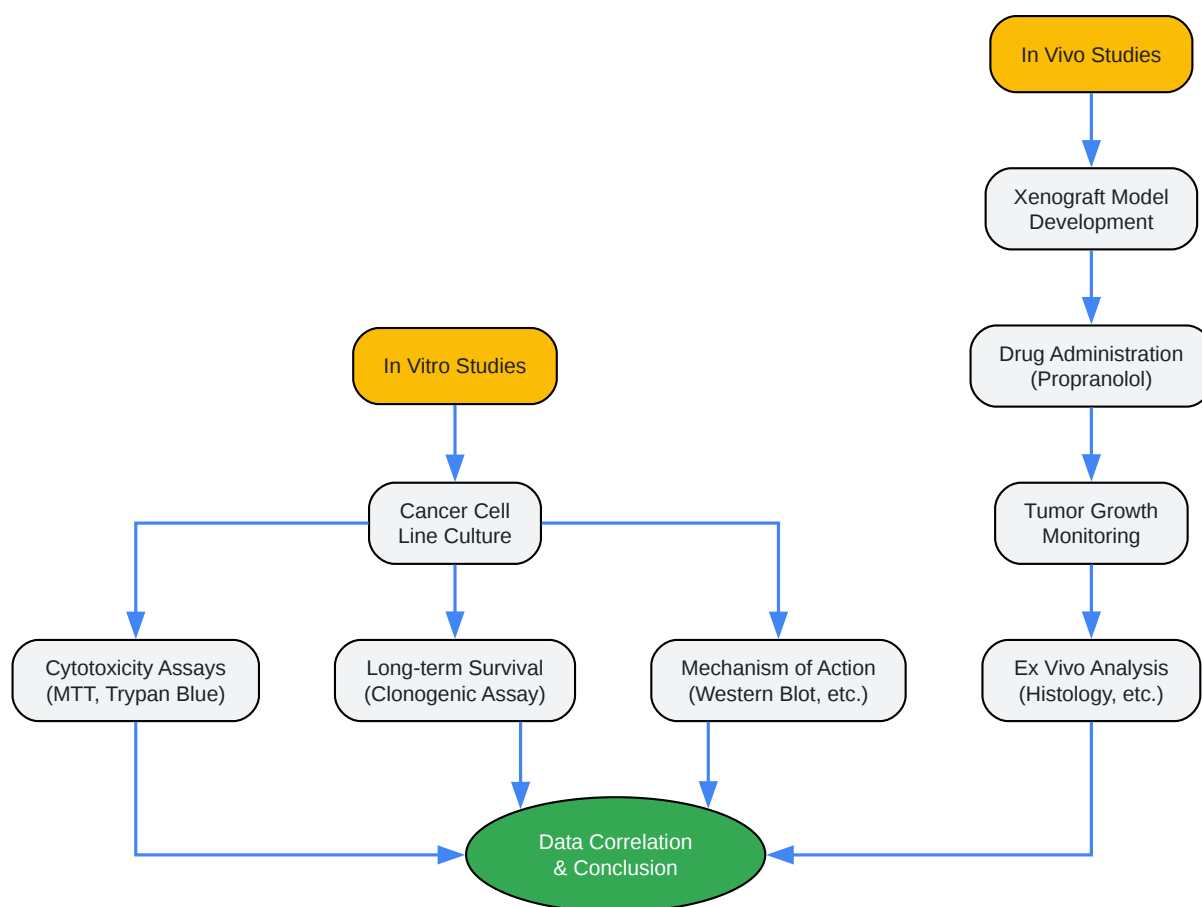 In Vivo Studies
Xenograft Model
Development
Drug Administration
(Propranolol)
In Vitro Studies
Cancer Cell
Line Culture
Tumor Growth
Monitoring
Cytotoxicity Assays
(MTT, Trypan Blue)
Long-term Survival
(Clonogenic Assay)
Mechanism of Action
(Western Blot, etc.)
Ex Vivo Analysis
(Histology, etc.)
Data Correlation
& Conclusion